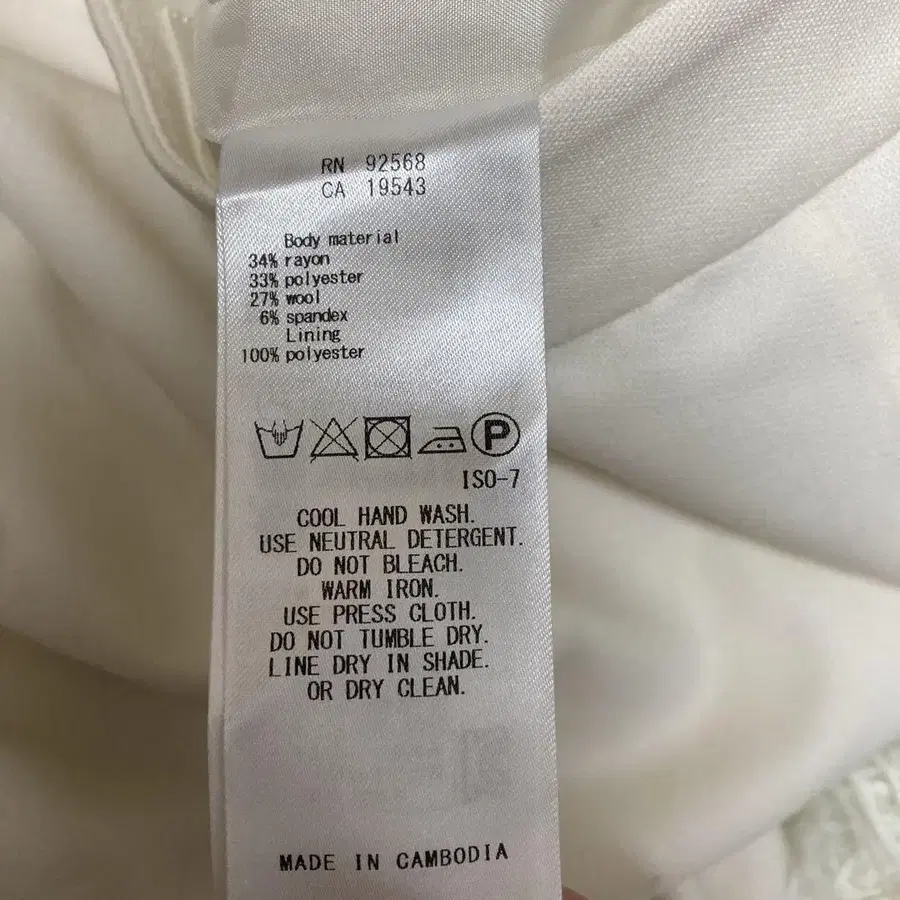 RN 92568
CA 19543
Body material
34% rayon
33% polyester
27% wool
6% spandex
Lining
100% polyester
P
ISO-7
COOL HAND WASH.
USE NEUTRAL DETERGENT.
DO NOT BLEACH.
WARM IRON.
USE PRESS CLOTH.
DO NOT TUMBLE DRY.
LINE DRY IN SHADE.
OR DRY CLEAN.
MADE IN CAMBODIA